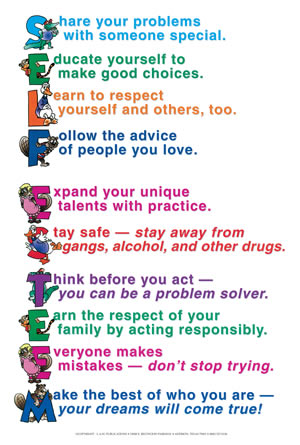 Share your problems
with someone special.
Educate yourself to
make good choices.
Learn to respect
yourself and others, too.
Follow the advice
of people you love.
Expand your unique
talents with practice.
Stay safe — stay away from
gangs, alcohol, and other drugs.
Think before you act —
you can be a problem solver.
Earn the respect of your
family by acting responsibly.
Everyone makes
mistakes — don't stop trying.
Make the best of who you are —
your dreams will come true!